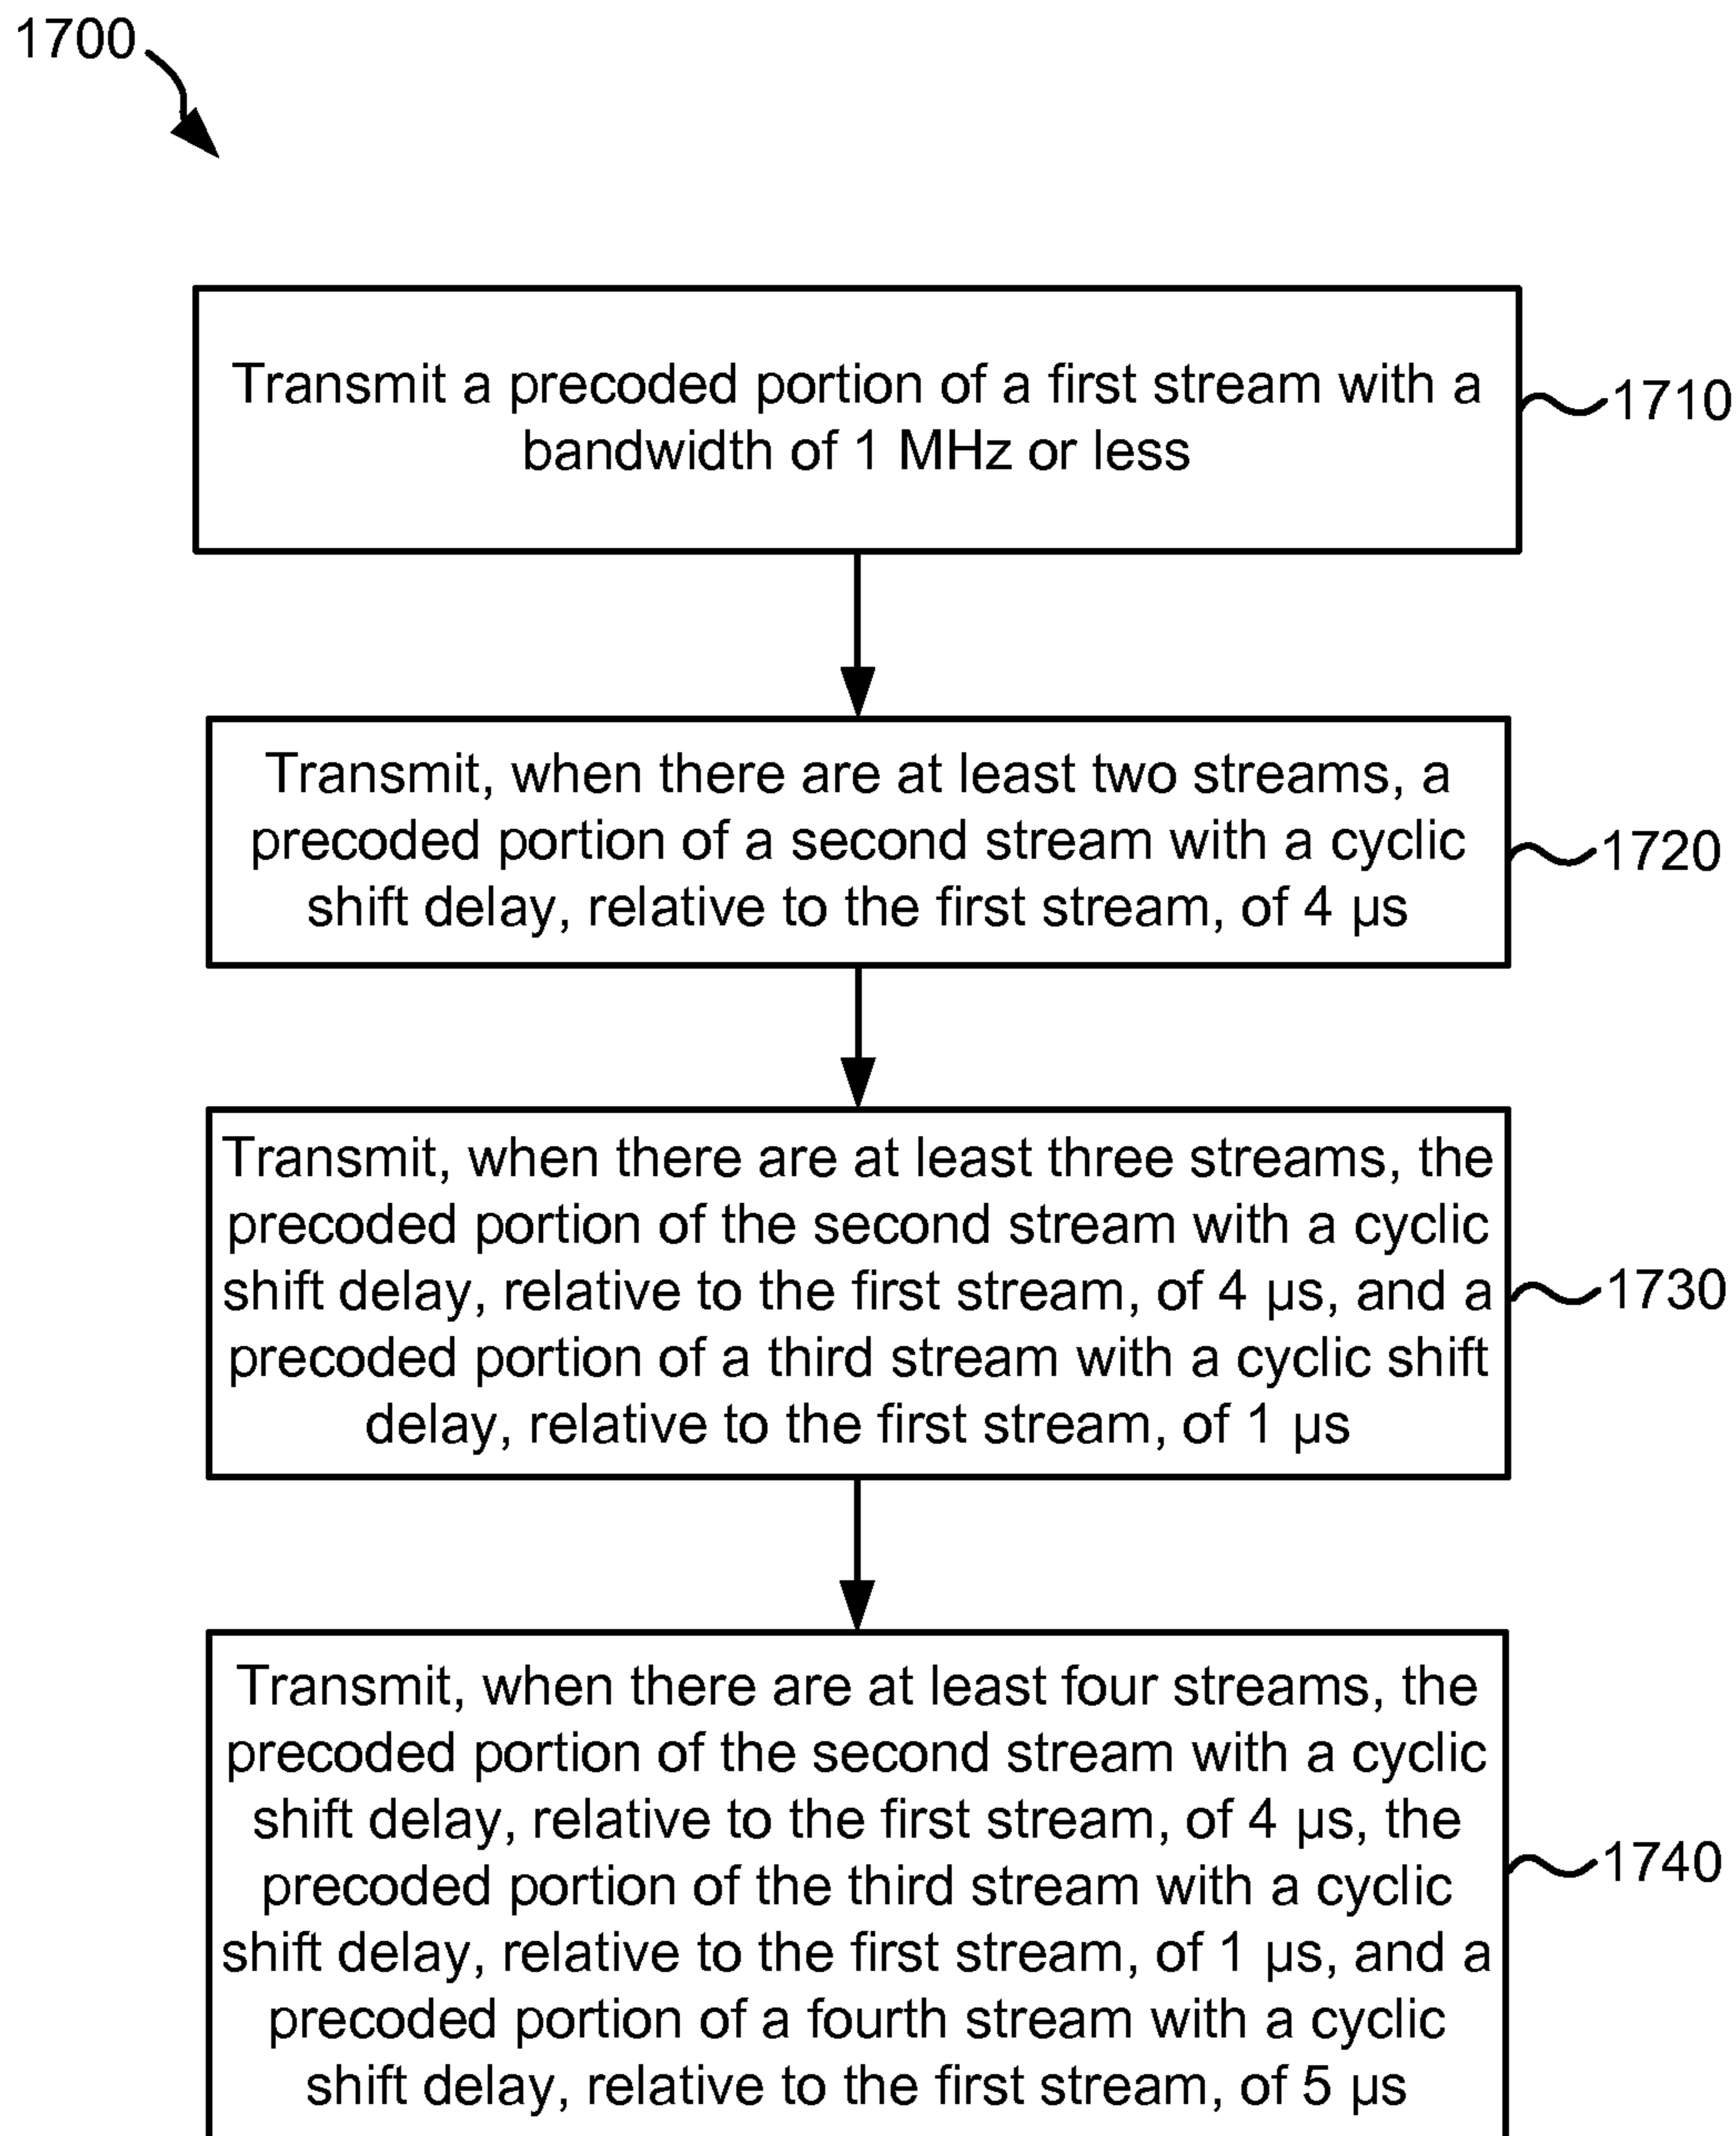 1700
Transmit a precoded portion of a first stream with a
bandwidth of 1 MHz or less
1710
Transmit, when there are at least two streams, a
precoded portion of a second stream with a cyclic
shift delay, relative to the first stream, of 4 µs
1720
Transmit, when there are at least three streams, the
precoded portion of the second stream with a cyclic
shift delay, relative to the first stream, of 4 µs, and a
precoded portion of a third stream with a cyclic shift
delay, relative to the first stream, of 1 µs
1730
Transmit, when there are at least four streams, the
precoded portion of the second stream with a cyclic
shift delay, relative to the first stream, of 4 µs, the
precoded portion of the third stream with a cyclic
shift delay, relative to the first stream, of 1 µs, and a
precoded portion of a fourth stream with a cyclic
shift delay, relative to the first stream, of 5 µs
1740